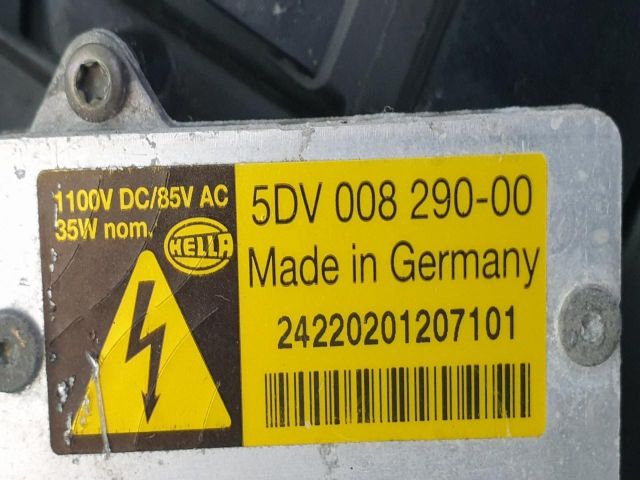 1100V DC/85V AC
35W nom.
HELLA
5DV 008 290-00
Made in Germany
24220201207101